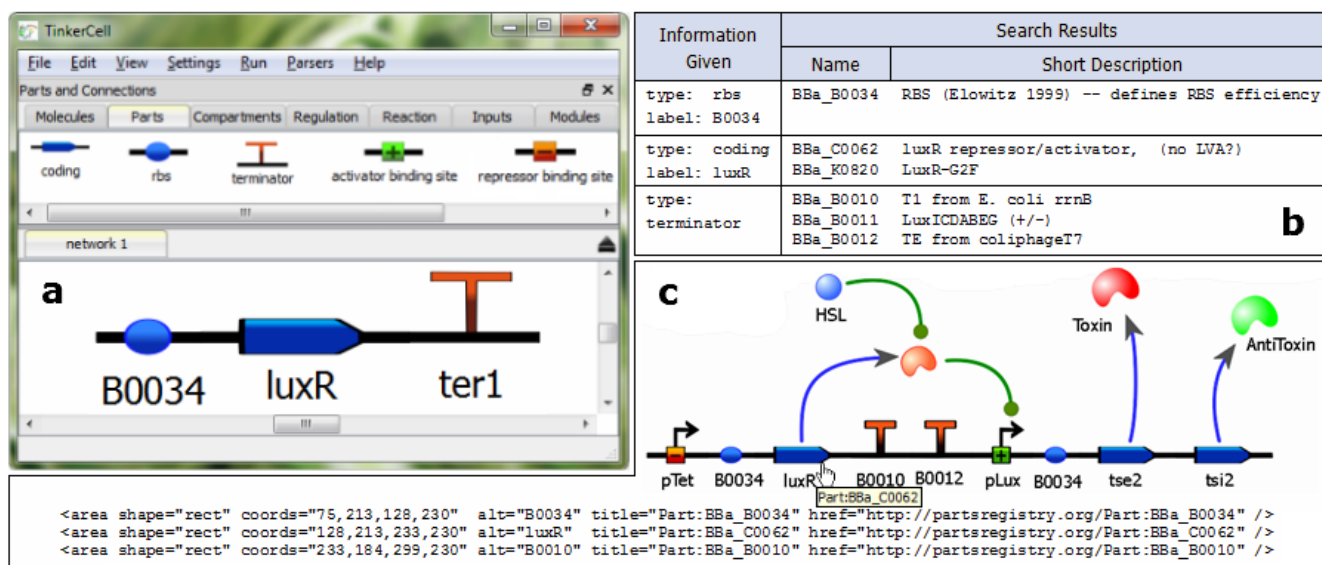 TinkerCell
File Edit View Settings Run Parsers Help
Parts and Connections
Molecules Parts Compartments Regulation Reaction Inputs Modules
coding rbs terminator activator binding site repressor binding site
network 1
a
B0034 luxR ter1
Information Given Search Results
Name Short Description
type: rbs BBa_B0034 RBS (Elowitz 1999) -- defines RBS efficiency
label: B0034
type: coding BBa_C0062 luxR repressor/activator, (no LVA?)
label: luxR BBa_K0820 LuxR-G2F
type: BBa_B0010 T1 from E. coli rrnB
terminator BBa_B0011 LuxICDABEG (+/-)
BBa_B0012 TE from coliphageT7
b
c
HSL
Toxin
AntiToxin
pTet B0034 luxR B0010 B0012 pLux B0034 tse2 tsi2
Part:BBa_C0062
<area shape="rect" coords="75,213,128,230" alt="B0034" title="Part:BBa_B0034" href="http://partsregistry.org/Part:BBa_B0034" />
<area shape="rect" coords="128,213,233,230" alt="luxR" title="Part:BBa_C0062" href="http://partsregistry.org/Part:BBa_C0062" />
<area shape="rect" coords="233,184,299,230" alt="B0010" title="Part:BBa_B0010" href="http://partsregistry.org/Part:BBa_B0010" />